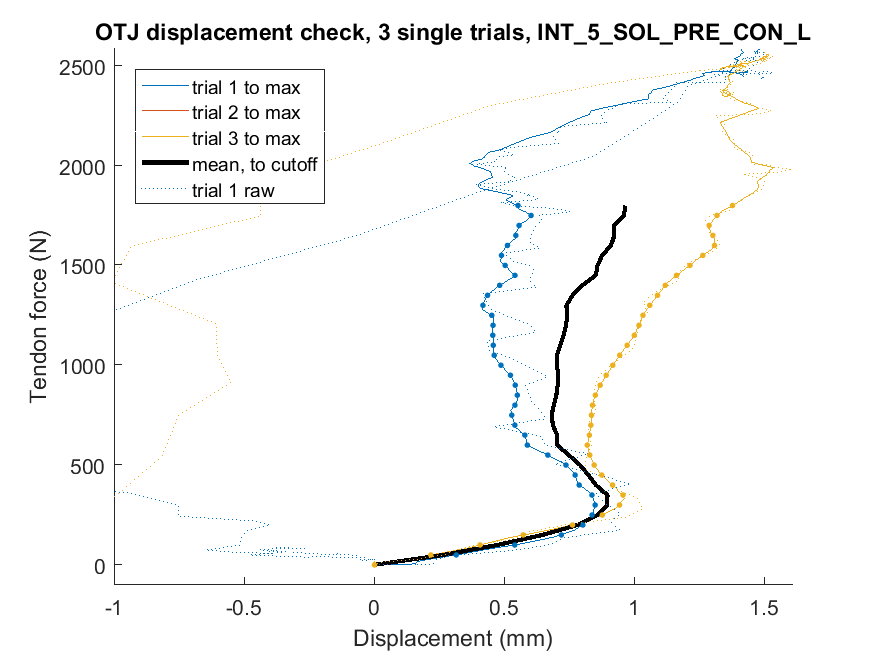 OTJ displacement check, 3 single trials, INT_5_SOL_PRE_CON_L
2500
2000
1500
1000
500
0
Tendon force (N)
trial 1 to max
trial 2 to max
trial 3 to max
mean, to cutoff
trial 1 raw
-1
-0.5
0
0.5
1
1.5
Displacement (mm)